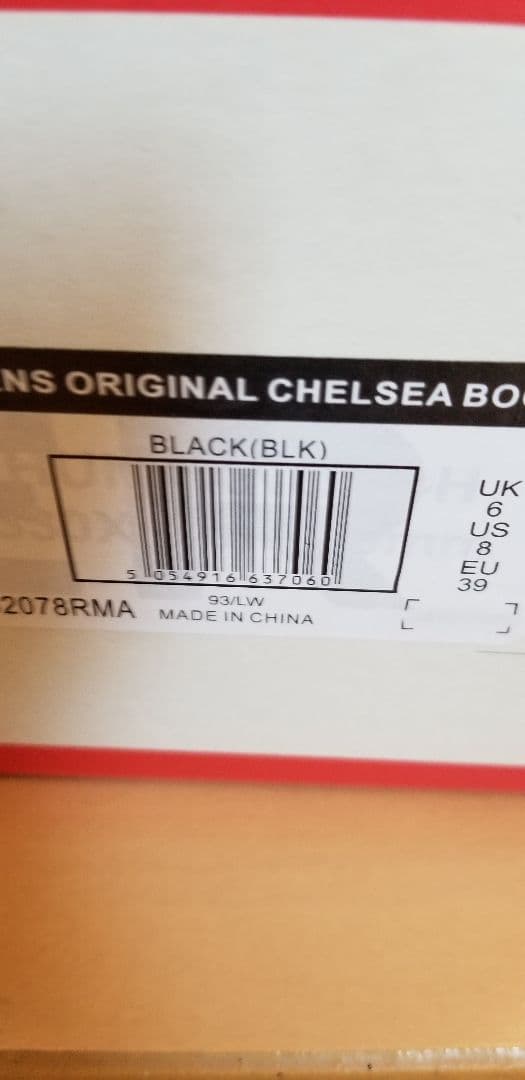 ENS ORIGINAL CHELSEA BO
BLACK(BLK)
5 054916 637060
2078RMA
93/LW
MADE IN CHINA
UK
6
US
8
EU
39